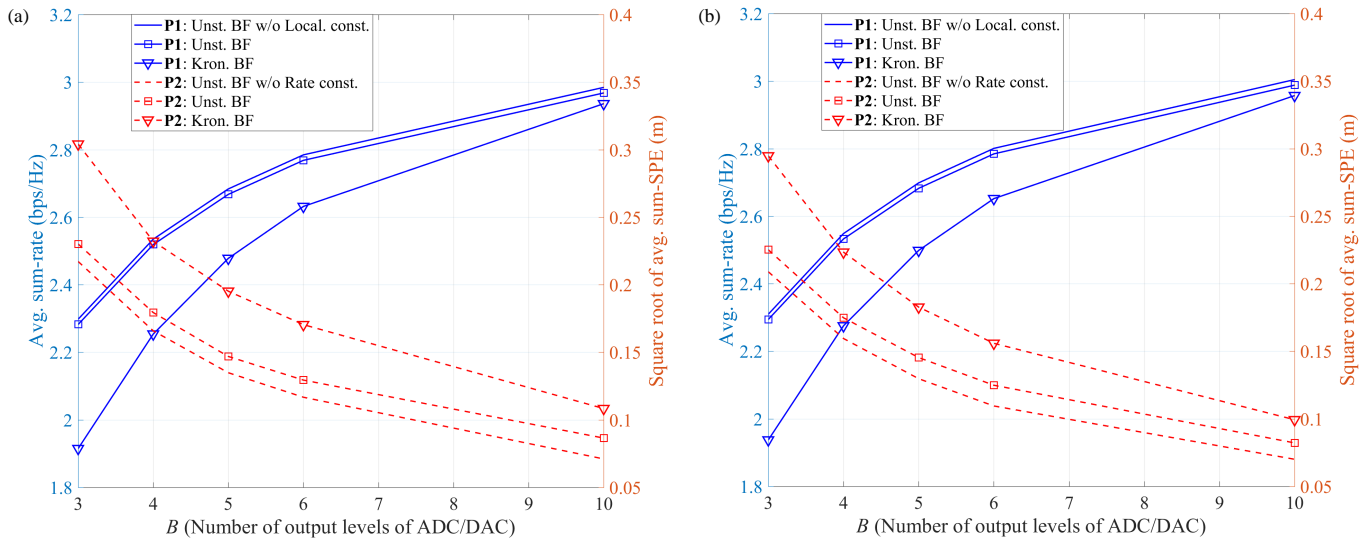 (a)
P1: Unst. BF w/o Local. const.
P1: Unst. BF
P1: Kron. BF
P2: Unst. BF w/o Rate const.
P2: Unst. BF
P2: Kron. BF
3.2
3
2.8
2.6
2.4
2.2
2
1.8
Avg. sum-rate (bps/Hz)
0.4
0.35
0.3
0.25
0.2
0.15
0.1
0.05
Square root of avg. sum-SPE (m)
3 4 5 6 7 8 9 10
B (Number of output levels of ADC/DAC)
(b)
P1: Unst. BF w/o Local. const.
P1: Unst. BF
P1: Kron. BF
P2: Unst. BF w/o Rate const.
P2: Unst. BF
P2: Kron. BF
3.2
3
2.8
2.6
2.4
2.2
2
1.8
Avg. sum-rate (bps/Hz)
0.4
0.35
0.3
0.25
0.2
0.15
0.1
0.05
Square root of avg. sum-SPE (m)
3 4 5 6 7 8 9 10
B (Number of output levels of ADC/DAC)